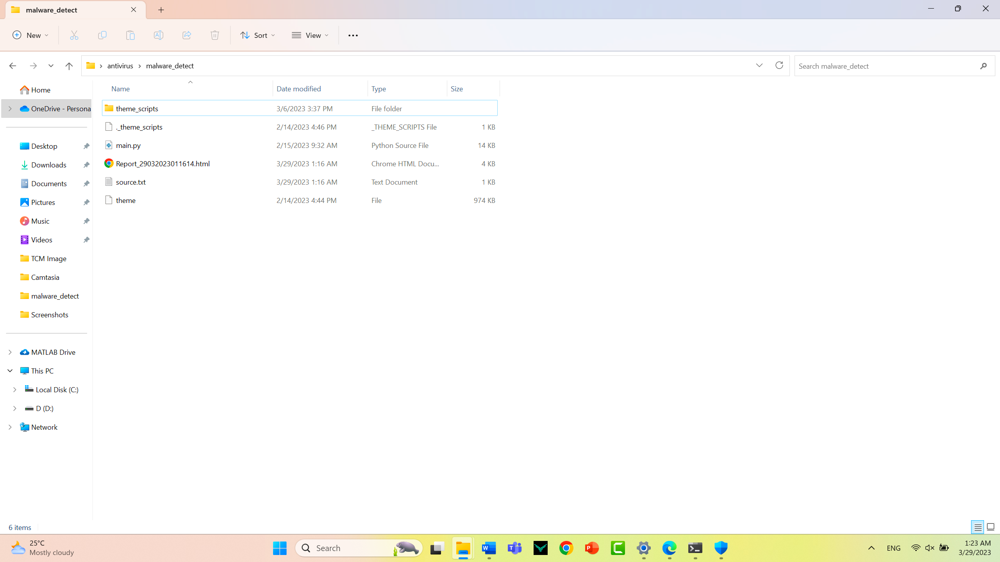 malware_detect
New
Sort
View
antivirus
malware_detect
Search malware_detect
Name
Date modified
Type
Size
theme_scripts
3/6/2023 3:37 PM
File folder
._theme_scripts
2/14/2023 4:46 PM
_THEME_SCRIPTS File
1 KB
main.py
2/15/2023 9:32 AM
Python Source File
14 KB
Report_29032023011614.html
3/29/2023 1:16 AM
Chrome HTML Docu...
4 KB
source.txt
3/29/2023 1:16 AM
Text Document
1 KB
theme
2/14/2023 4:44 PM
File
974 KB
Home
OneDrive - Persona
Desktop
Downloads
Documents
Pictures
Music
Videos
TCM Image
Camtasia
malware_detect
Screenshots
MATLAB Drive
This PC
Local Disk (C:)
D (D:)
Network
6 items
25°C
Mostly cloudy
Search
ENG
1:23 AM
3/29/2023